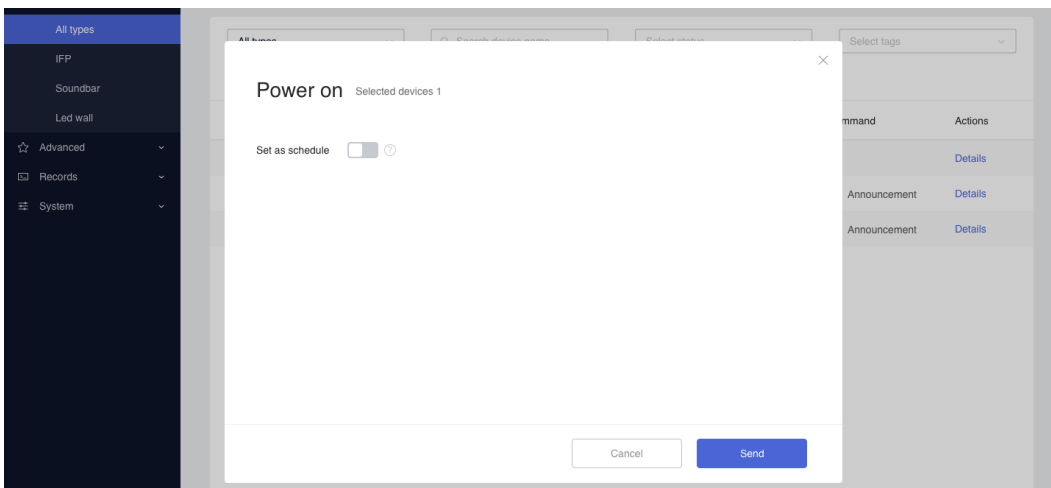 All types
IFP
Soundbar
Led wall
Advanced
Records
System
Select tags
Power on Selected devices 1
Set as schedule
mmand Actions
Details
Announcement Details
Announcement Details
Cancel Send